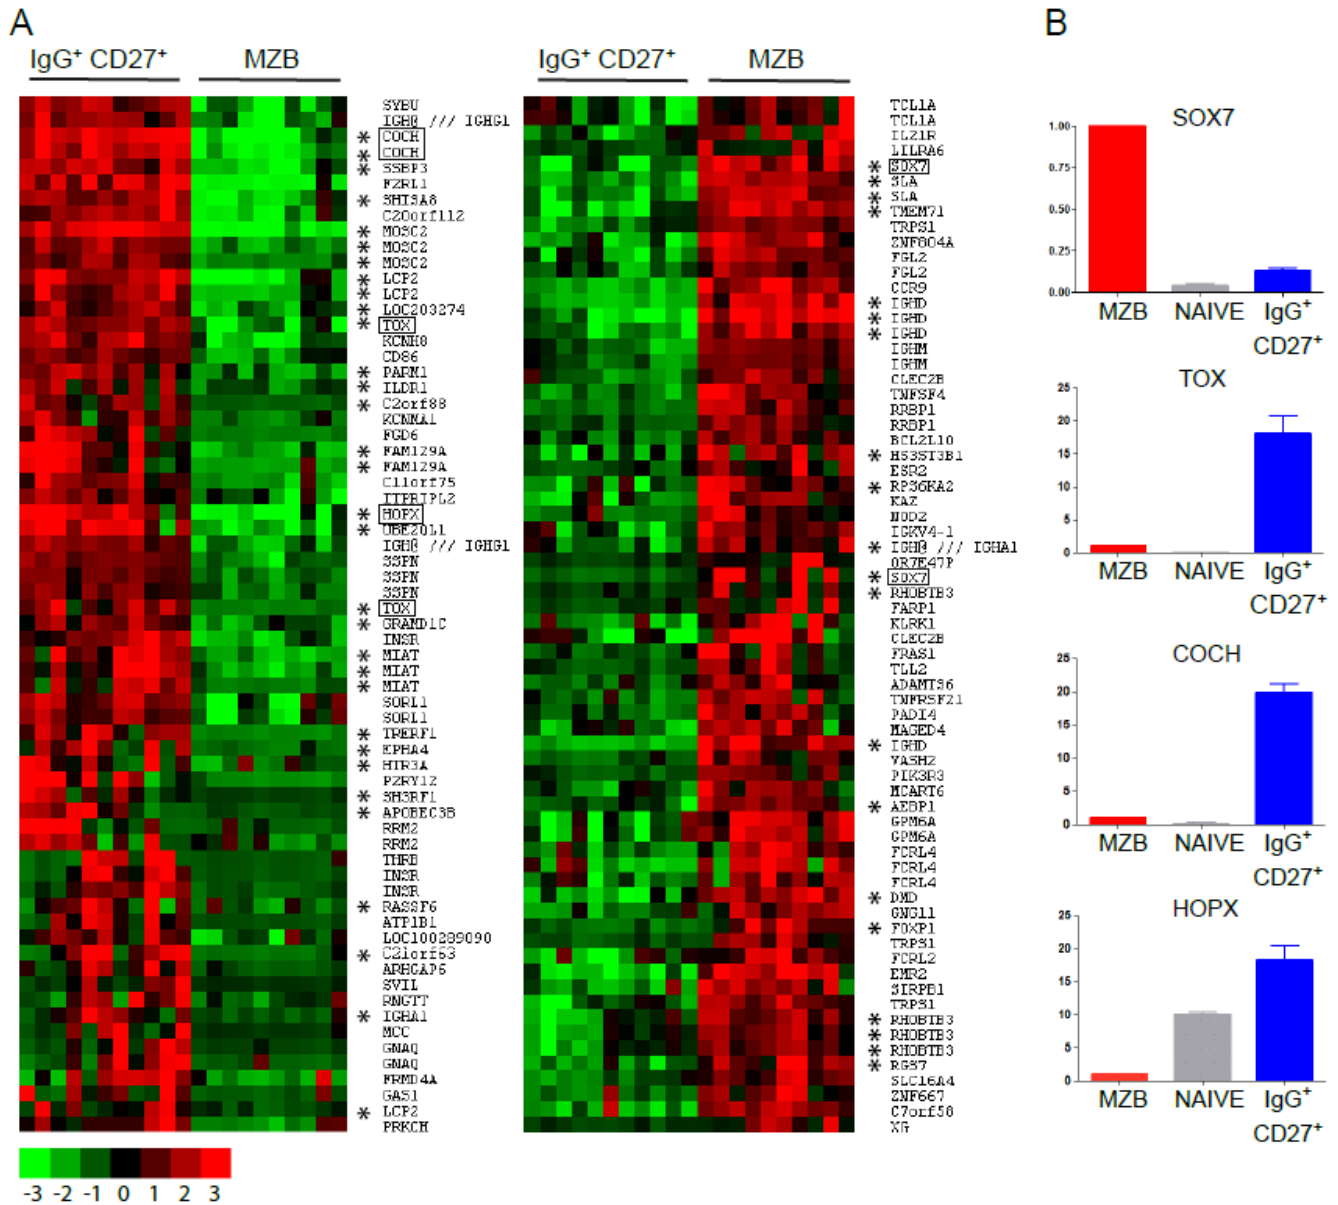 A
IgG+ CD27+
MZB
SYBU
IGH@ /// IGHG1
* COCH
* COCH
* SSBP3
FZRL1
* SHISA8
C20orf112
* MOSC2
* MOSC2
* MOSC2
* LCP2
* LCP2
* LOC203274
* TOX
KCNH8
CD86
* PARM1
* ILDR1
* C2orf88
KCNMA1
FGD6
* FAM129A
* FAM129A
C11orf75
ITPRIPL2
* HOPX
* UBE2QL1
IGH@ /// IGHG1
SSPN
SSPN
SSPN
* TOX
* GRAMD1C
INSR
* MIAT
* MIAT
* MIAT
SORL1
SORL1
* TRERF1
* EPHA4
* HTR3A
P2RY12
* SH3RF1
* APOBEC3B
RRM2
RRM2
THRB
INSR
INSR
* RASSF6
ATP1B1
LOC100289090
* C21orf63
ARHGAP6
SVIL
RNGTT
* IGHA1
MCC
GNAQ
GNAQ
FRMD4A
GAS1
* LCP2
PRKCH
-3 -2 -1 0 1 2 3
IgG+ CD27+
MZB
TCL1A
TCL1A
IL21R
LILRA6
* SOX7
* SLA
* SLA
* TMEM71
TRPS1
ZNF804A
FGL2
FGL2
CCR9
* IGHD
* IGHD
* IGHD
IGHM
IGHM
CLEC2B
TNFSF4
RRBP1
RRBP1
BCL2L10
* HS3ST3B1
ESR2
* RPS6KA2
KAZ
NOD2
IGKV4-1
* IGH@ /// IGHA1
OR7E47P
* SOX7
* RHOBTB3
FARP1
KLRK1
CLEC2B
FRAS1
TLL2
ADAMTS6
TNFRSF21
PADI4
MAGED4
* IGHD
VASH2
PIK3R3
MCART6
* AEBP1
GPM6A
GPM6A
FCRL4
FCRL4
FCRL4
* DMD
GNG11
* FOXP1
TRPS1
FCRL2
EMR2
SIRPB1
TRPS1
* RHOBTB3
* RHOBTB3
* RHOBTB3
* RGS7
SLC16A4
ZNF667
C7orf58
XG
B
SOX7
1.00
0.75
0.50
0.25
0.00
MZB NAIVE IgG+
CD27+
TOX
25
20
15
10
5
0
MZB NAIVE IgG+
CD27+
COCH
25
20
15
10
5
0
MZB NAIVE IgG+
CD27+
HOPX
25
20
15
10
5
0
MZB NAIVE IgG+
CD27+